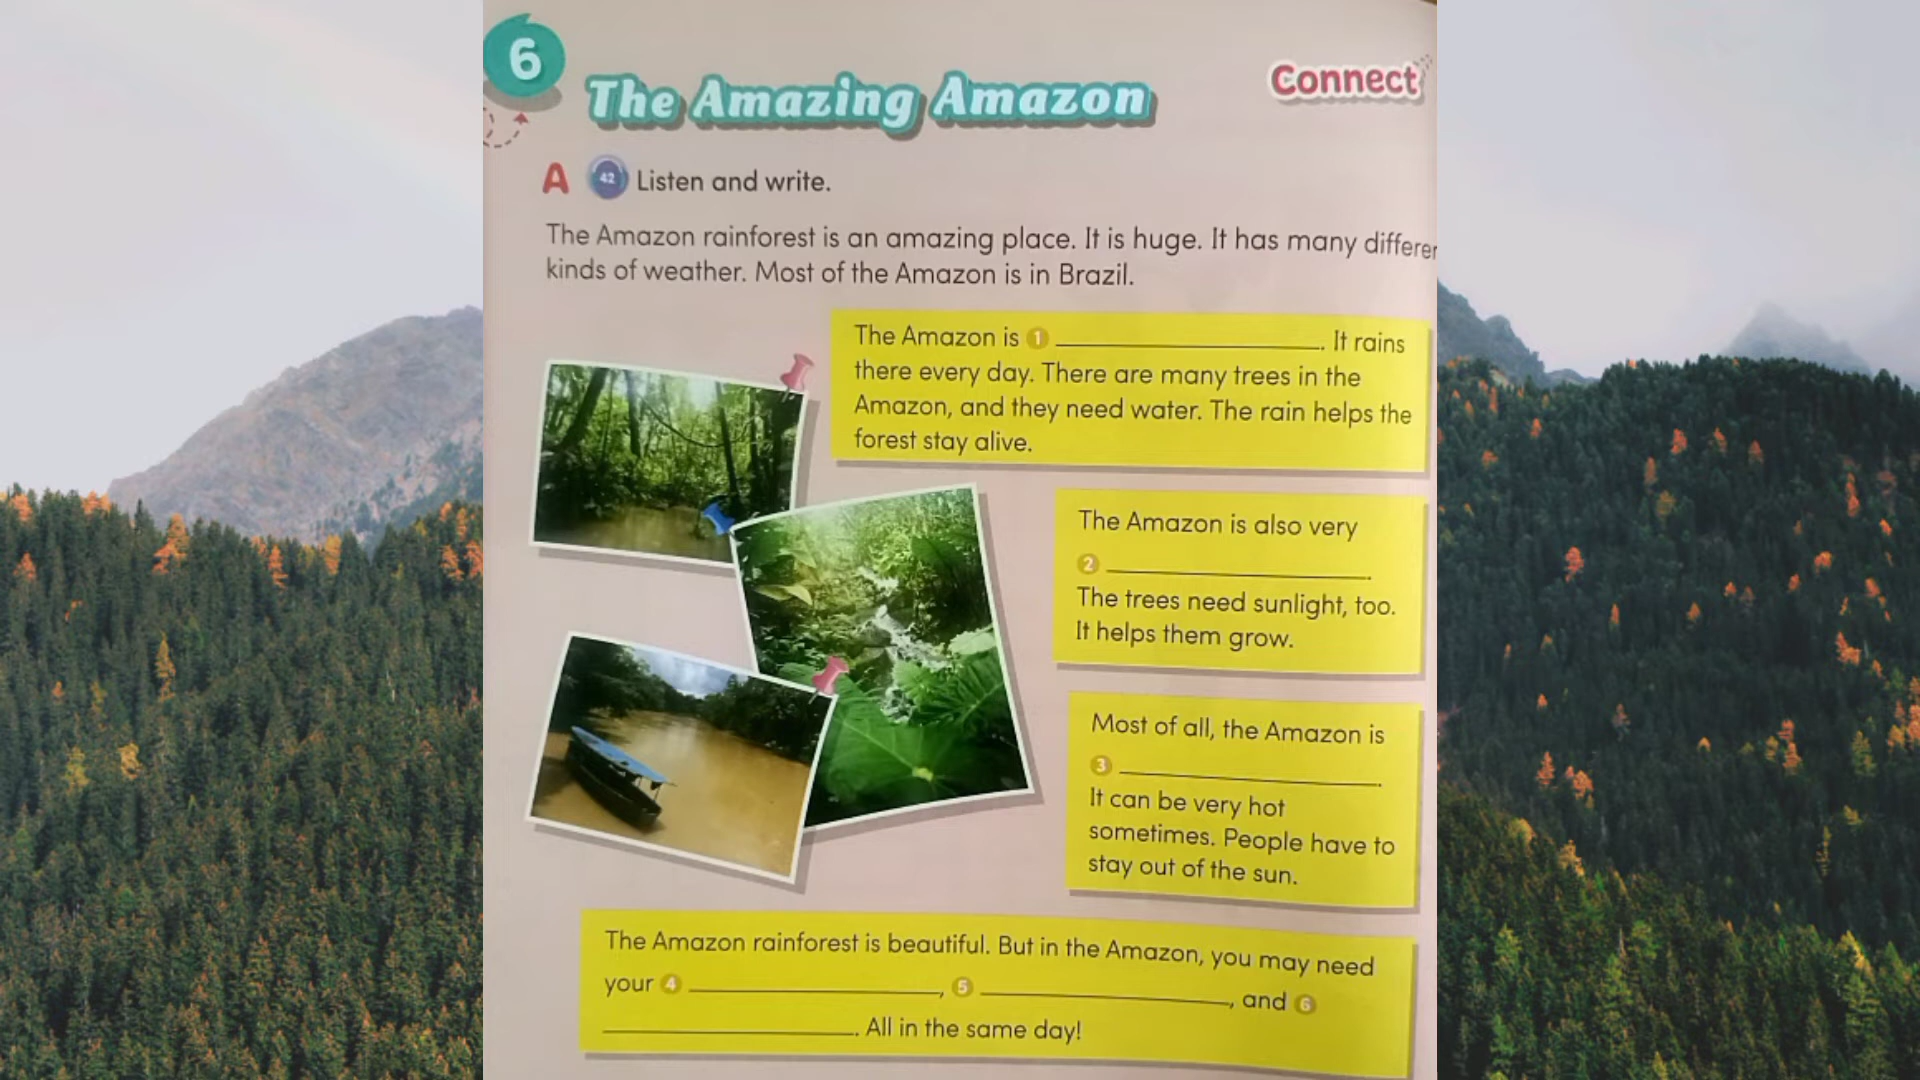 6
The Amazing Amazon
Connect
A 42 Listen and write.
The Amazon rainforest is an amazing place. It is huge. It has many differen
kinds of weather. Most of the Amazon is in Brazil.
The Amazon is 1 ____________. It rains
there every day. There are many trees in the
Amazon, and they need water. The rain helps the
forest stay alive.
The Amazon is also very
2 ____________.
The trees need sunlight, too.
It helps them grow.
Most of all, the Amazon is
3 ____________.
It can be very hot
sometimes. People have to
stay out of the sun.
The Amazon rainforest is beautiful. But in the Amazon, you may need
your 4 ____________, 5 ____________, and 6
____________. All in the same day!